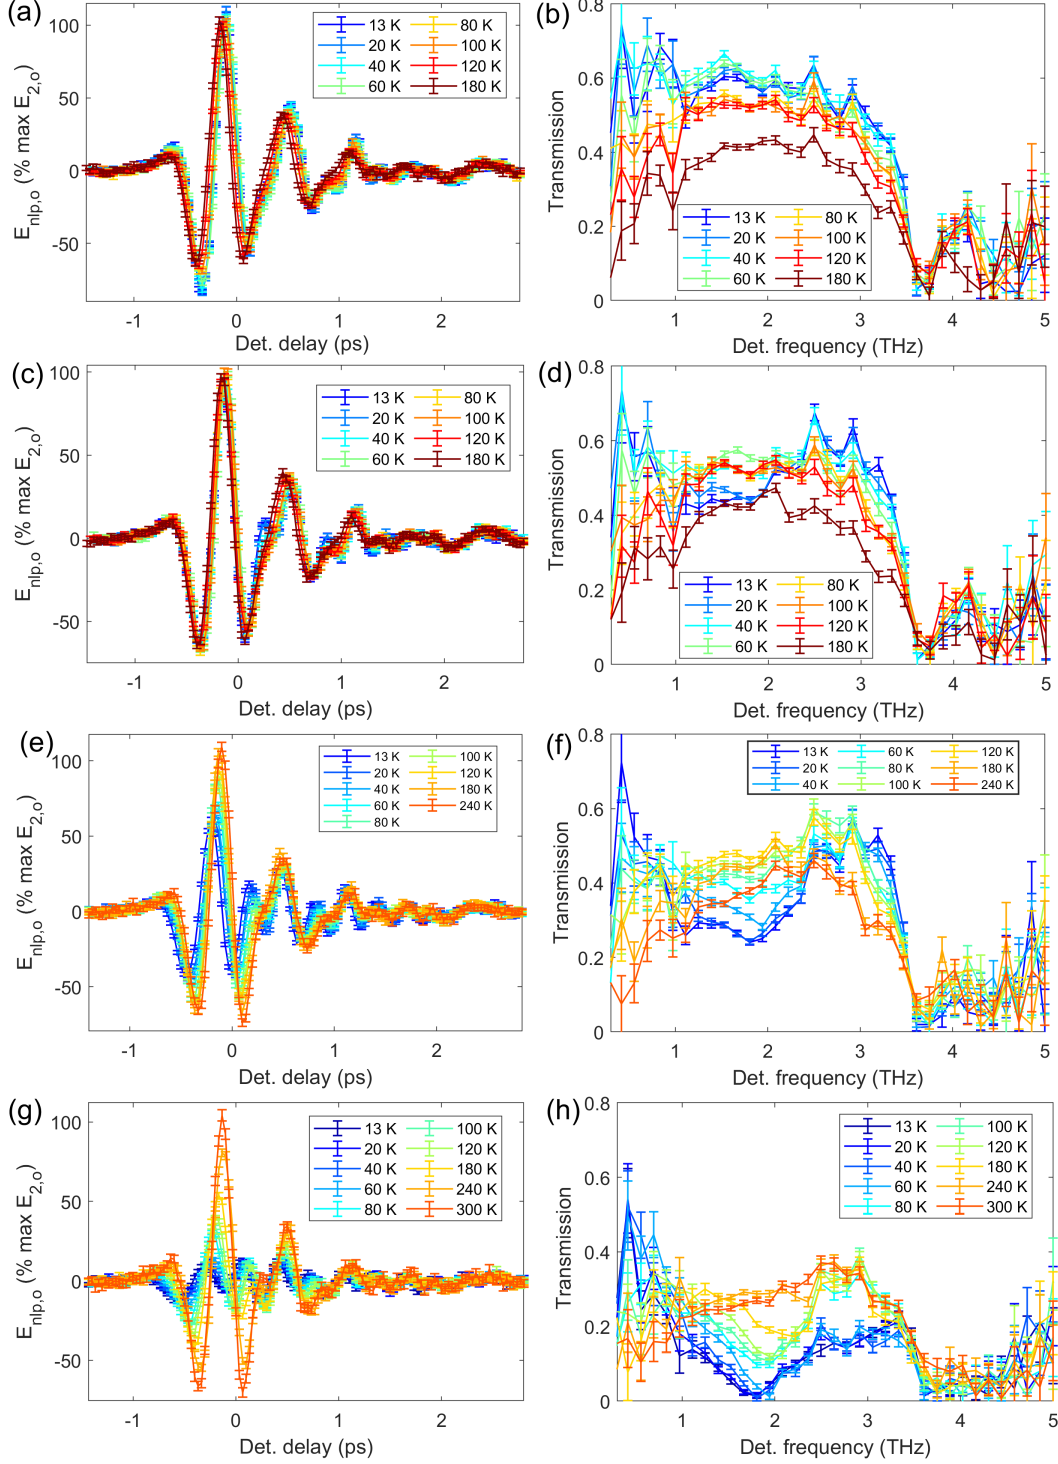 (a)
100
50
0
-50
E_nlp,o (% max E_2,o)
13 K 80 K
20 K 100 K
40 K 120 K
60 K 180 K
-1 0 1 2
Det. delay (ps)
(b)
0.8
0.6
0.4
0.2
0
Transmission
13 K 80 K
20 K 100 K
40 K 120 K
60 K 180 K
1 2 3 4 5
Det. frequency (THz)
(c)
100
50
0
-50
E_nlp,o (% max E_2,o)
13 K 80 K
20 K 100 K
40 K 120 K
60 K 180 K
-1 0 1 2
Det. delay (ps)
(d)
0.8
0.6
0.4
0.2
0
Transmission
13 K 80 K
20 K 100 K
40 K 120 K
60 K 180 K
1 2 3 4 5
Det. frequency (THz)
(e)
100
50
0
-50
E_nlp,o (% max E_2,o)
13 K 100 K
20 K 120 K
40 K 180 K
60 K 240 K
80 K
-1 0 1 2
Det. delay (ps)
(f)
0.8
0.6
0.4
0.2
0
Transmission
13 K 60 K 120 K
20 K 80 K 180 K
40 K 100 K 240 K
1 2 3 4 5
Det. frequency (THz)
(g)
100
50
0
-50
E_nlp,o (% max E_2,o)
13 K 100 K
20 K 120 K
40 K 180 K
60 K 240 K
80 K 300 K
-1 0 1 2
Det. delay (ps)
(h)
0.8
0.6
0.4
0.2
0
Transmission
13 K 100 K
20 K 120 K
40 K 180 K
60 K 240 K
80 K 300 K
1 2 3 4 5
Det. frequency (THz)